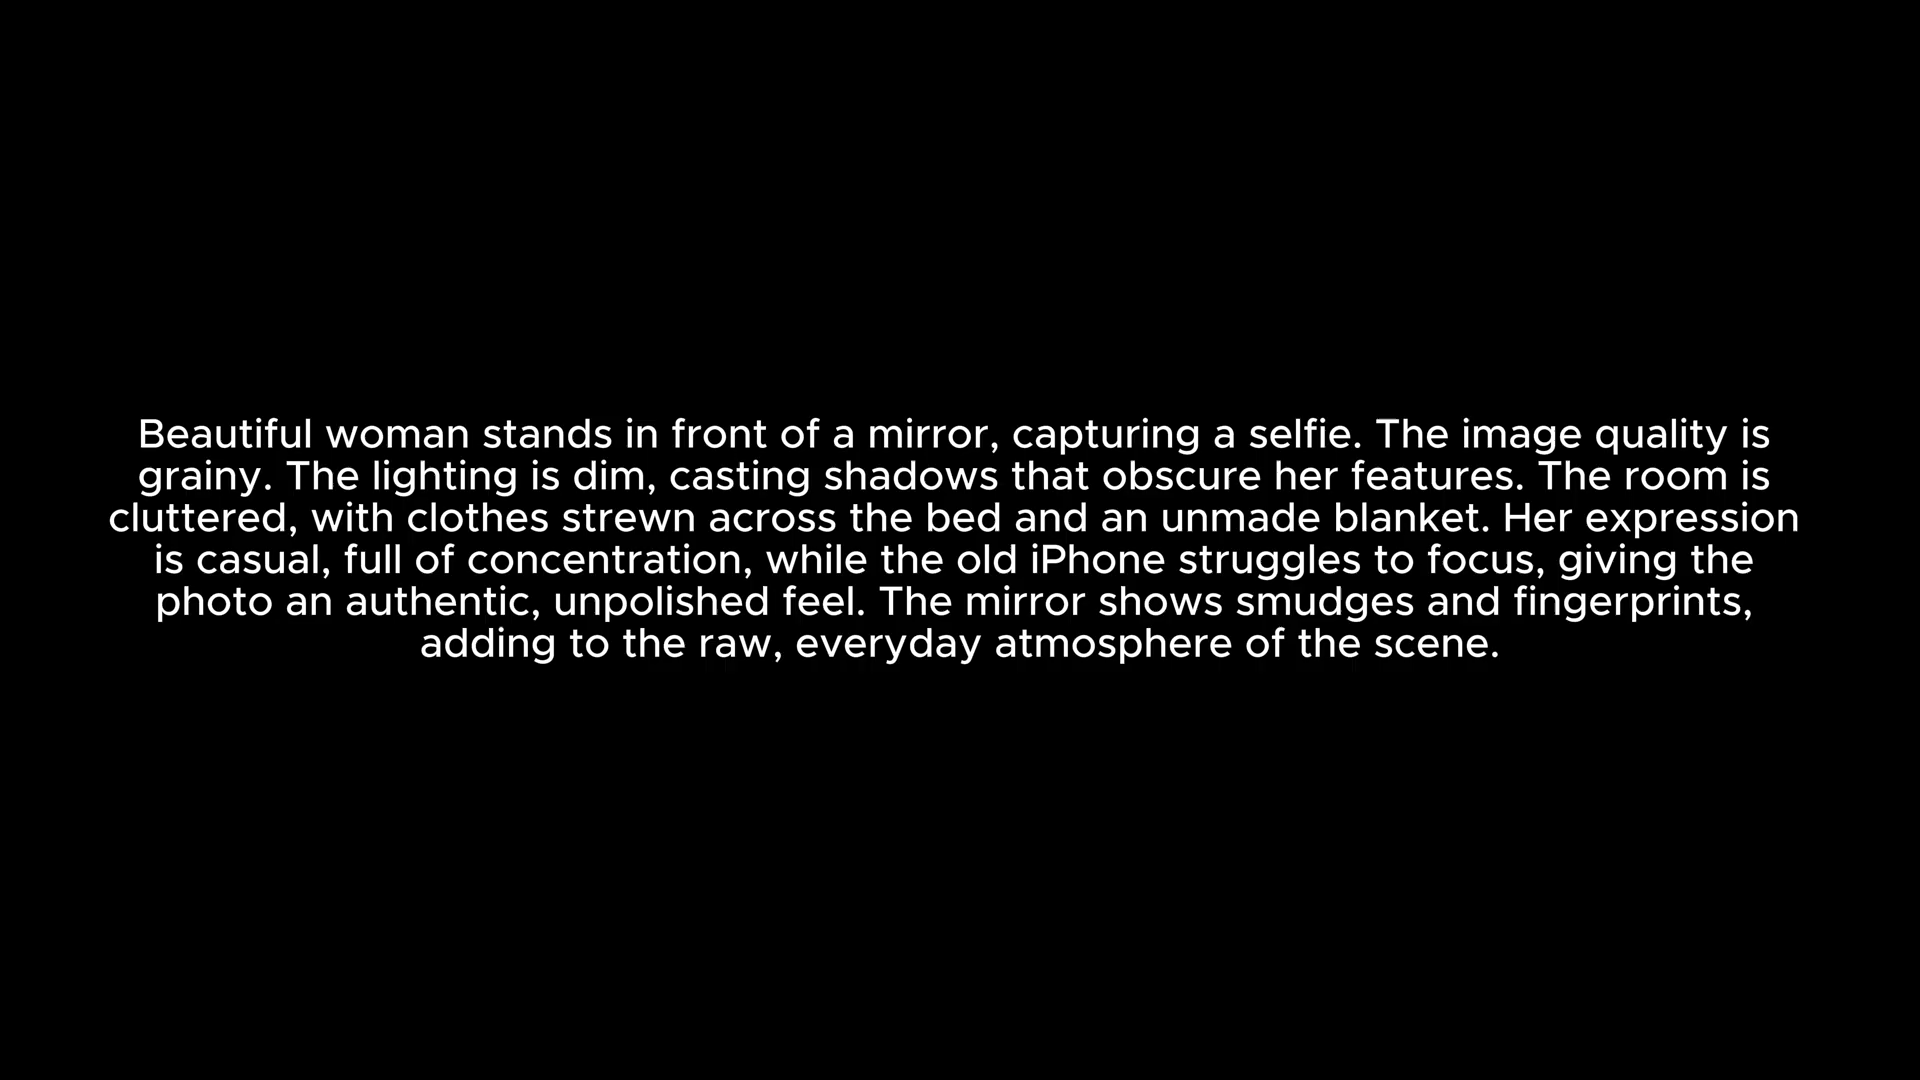 Beautiful woman stands in front of a mirror, capturing a selfie. The image quality is
grainy. The lighting is dim, casting shadows that obscure her features. The room is
cluttered, with clothes strewn across the bed and an unmade blanket. Her expression
is casual, full of concentration, while the old iPhone struggles to focus, giving the
photo an authentic, unpolished feel. The mirror shows smudges and fingerprints,
adding to the raw, everyday atmosphere of the scene.